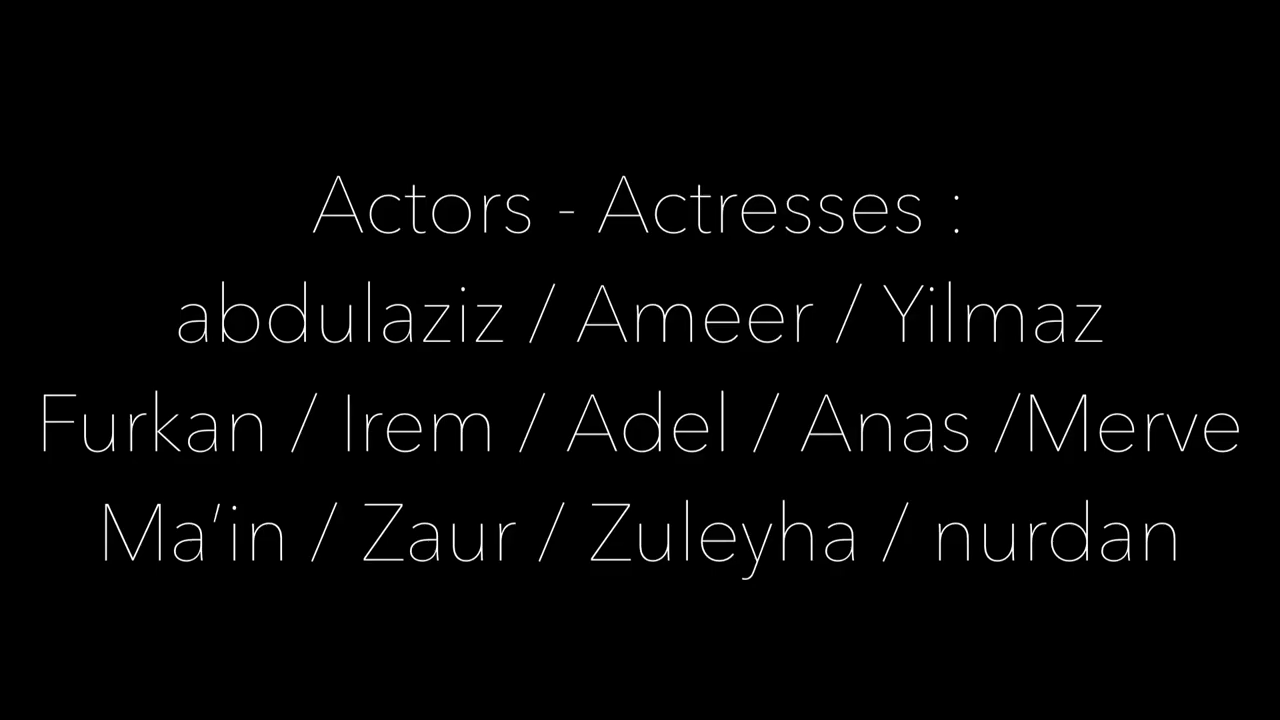 Actors - Actresses :
abdulaziz / Ameer / Yilmaz
Furkan / Irem / Adel / Anas /Merve
Ma’in / Zaur / Zuleyha / nurdan